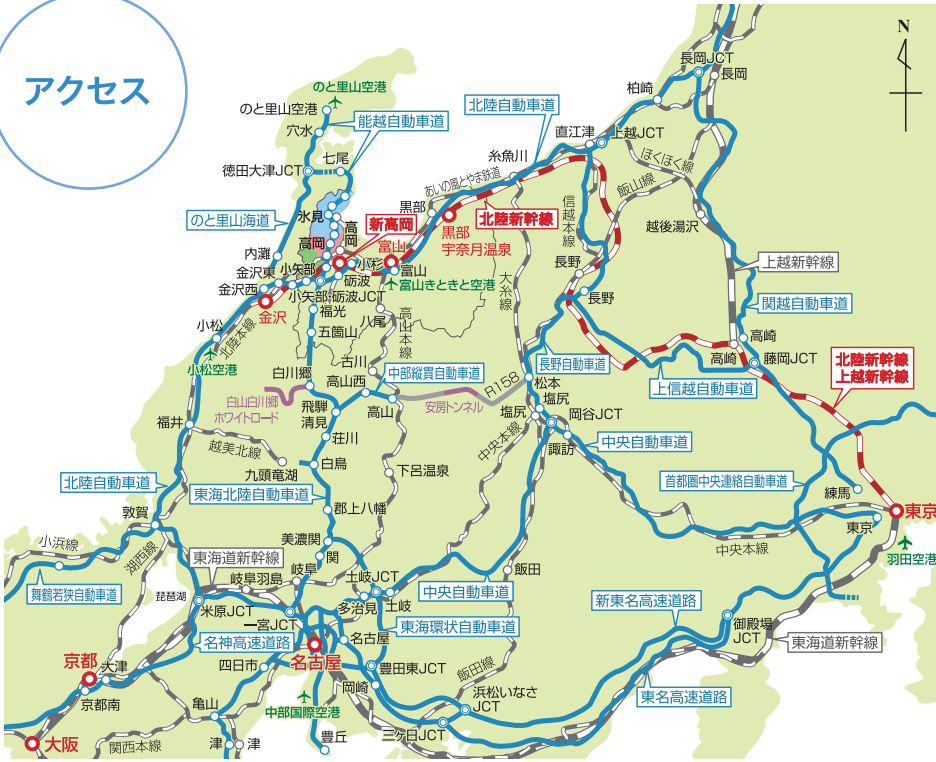 アクセス
N
長岡JCT
長岡
柏崎
のと里山空港
のと里山空港
穴水
能越自動車道
北陸自動車道
直江津
上越JCT
七尾
徳田大津JCT
糸魚川
ほくほく線
あいの風とやま鉄道
飯山線
のと里山海道
氷見
高岡
高岡
新高岡
黒部
北陸新幹線
黒部
宇奈月温泉
信越本線
越後湯沢
内灘
富山
小杉
富山
富山きときと空港
長野
上越新幹線
金沢東
小矢部
砺波
金沢西
小矢部・砺波JCT
金沢
大糸線
長野
関越自動車道
福光
八尾
高山本線
小松
北陸本線
五箇山
小松空港
古川
高崎
高崎
藤岡JCT
長野自動車道
上信越自動車道
北陸新幹線
上越新幹線
白川郷
高山西
中部縦貫自動車道
R158
松本
白山白川郷
ホワイトロード
高山
安房トンネル
塩尻
塩尻
岡谷JCT
飛騨
清見
福井
越美北線
荘川
中央本線
諏訪
中央自動車道
九頭竜湖
白鳥
下呂温泉
北陸自動車道
東海北陸自動車道
首都圏中央連絡自動車道
練馬
郡上八幡
敦賀
東京
東京
小浜線
湖西線
美濃関
関
中央本線
羽田空港
東海道新幹線
舞鶴若狭自動車道
岐阜羽島
岐阜
土岐JCT
飯田
琵琶湖
米原JCT
一宮JCT
多治見
土岐
中央自動車道
新東名高速道路
御殿場
JCT
名神高速道路
名古屋
東海環状自動車道
東海道新幹線
京都
大津
四日市
名古屋
豊田東JCT
飯田線
京都南
岡崎
浜松いなさ
JCT
東名高速道路
亀山
中部国際空港
三ヶ日JCT
大阪
関西本線
津
津
豊丘